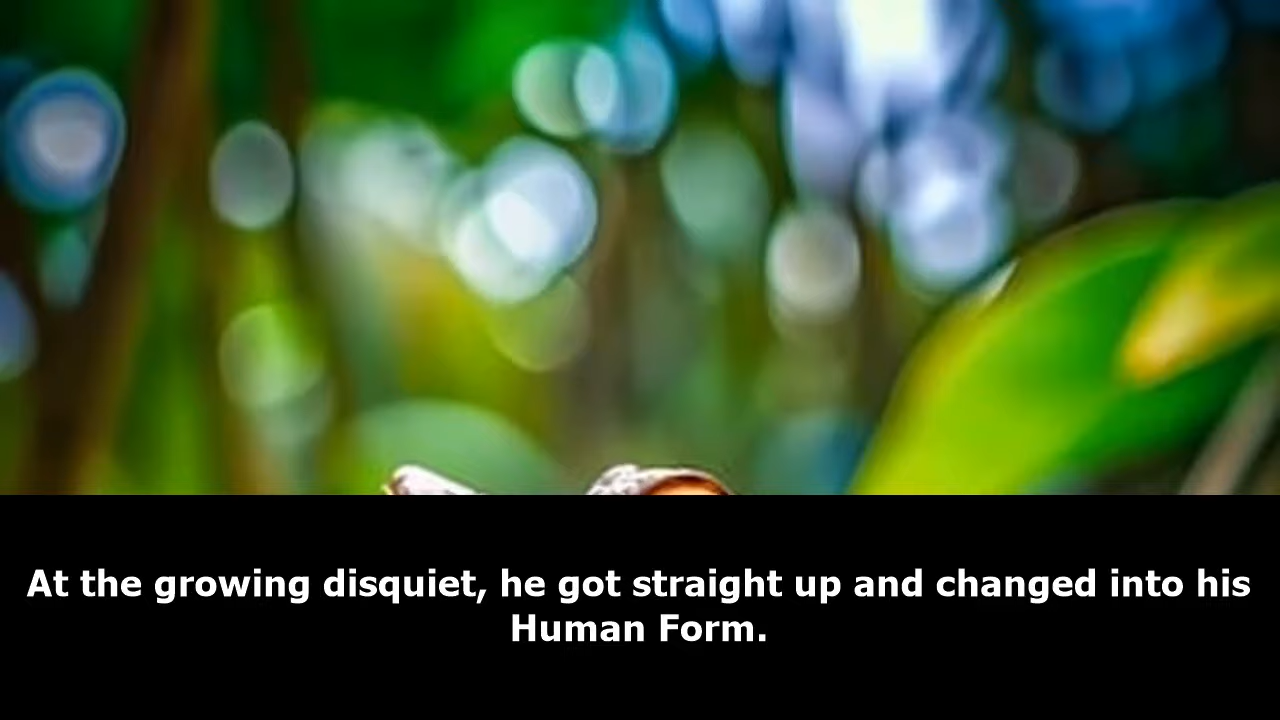 At the growing disquiet, he got straight up and changed into his
Human Form.